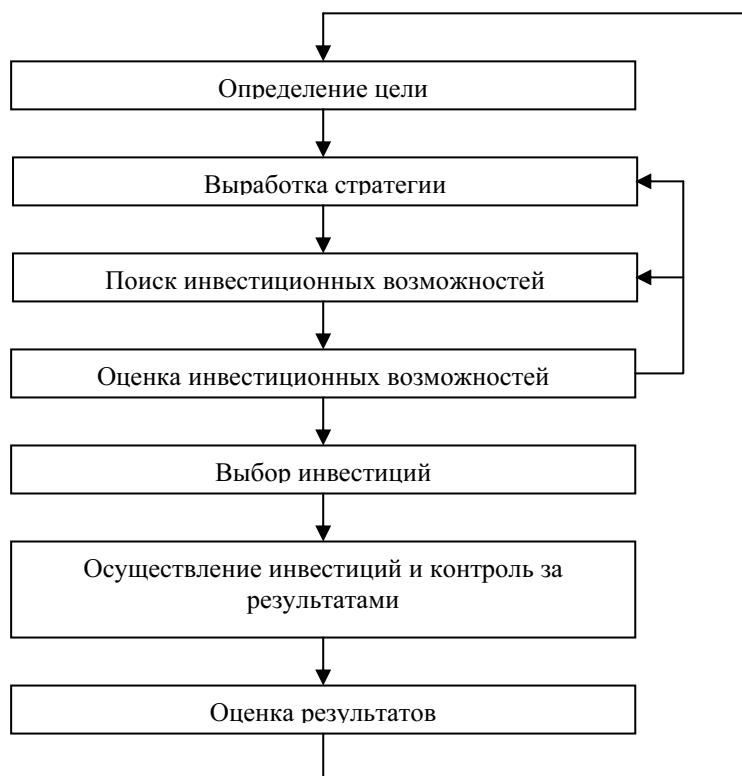 Определение цели
Выработка стратегии
Поиск инвестиционных возможностей
Оценка инвестиционных возможностей
Выбор инвестиций
Осуществление инвестиций и контроль за
результатами
Оценка результатов